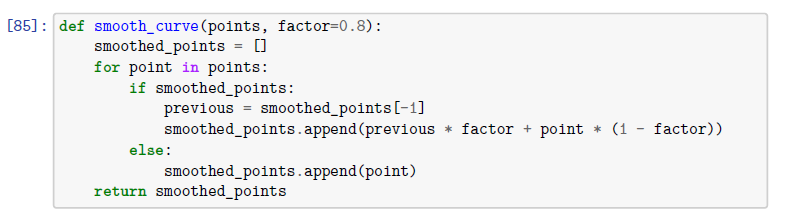 [85]: def smooth_curve(points, factor=0.8):
    smoothed_points = []
    for point in points:
        if smoothed_points:
            previous = smoothed_points[-1]
            smoothed_points.append(previous * factor + point * (1 - factor))
        else:
            smoothed_points.append(point)
    return smoothed_points